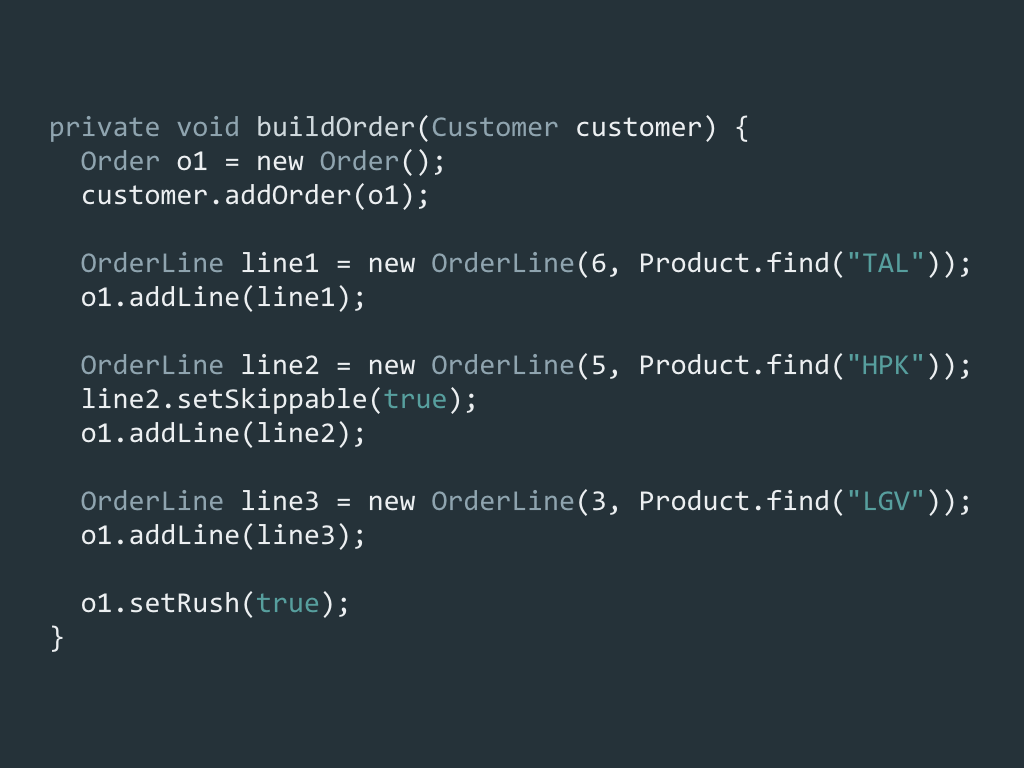 private void buildOrder(Customer customer) {
  Order o1 = new Order();
  customer.addOrder(o1);

  OrderLine line1 = new OrderLine(6, Product.find("TAL"));
  o1.addLine(line1);

  OrderLine line2 = new OrderLine(5, Product.find("HPK"));
  line2.setSkippable(true);
  o1.addLine(line2);

  OrderLine line3 = new OrderLine(3, Product.find("LGV"));
  o1.addLine(line3);

  o1.setRush(true);
}